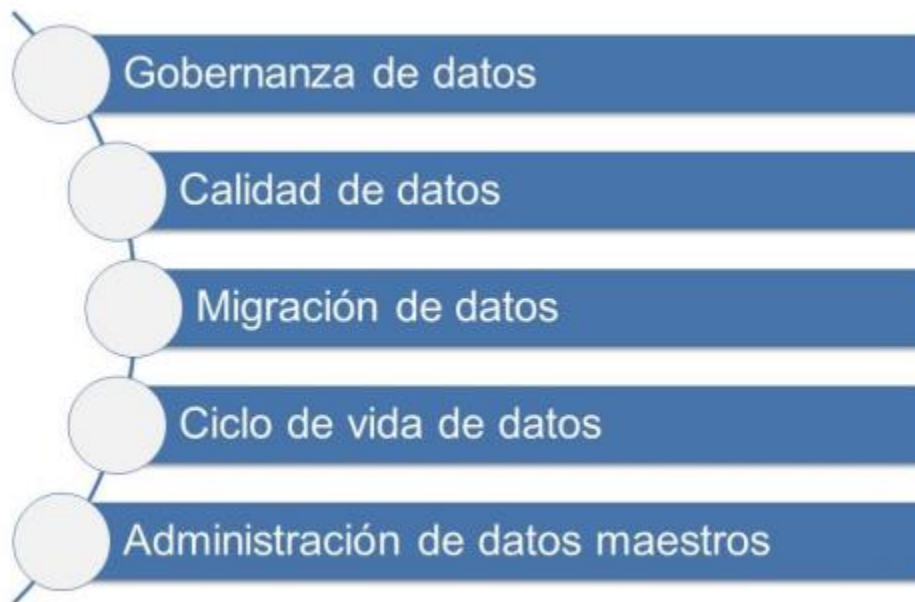 Gobernanza de datos
Calidad de datos
Migración de datos
Ciclo de vida de datos
Administración de datos maestros